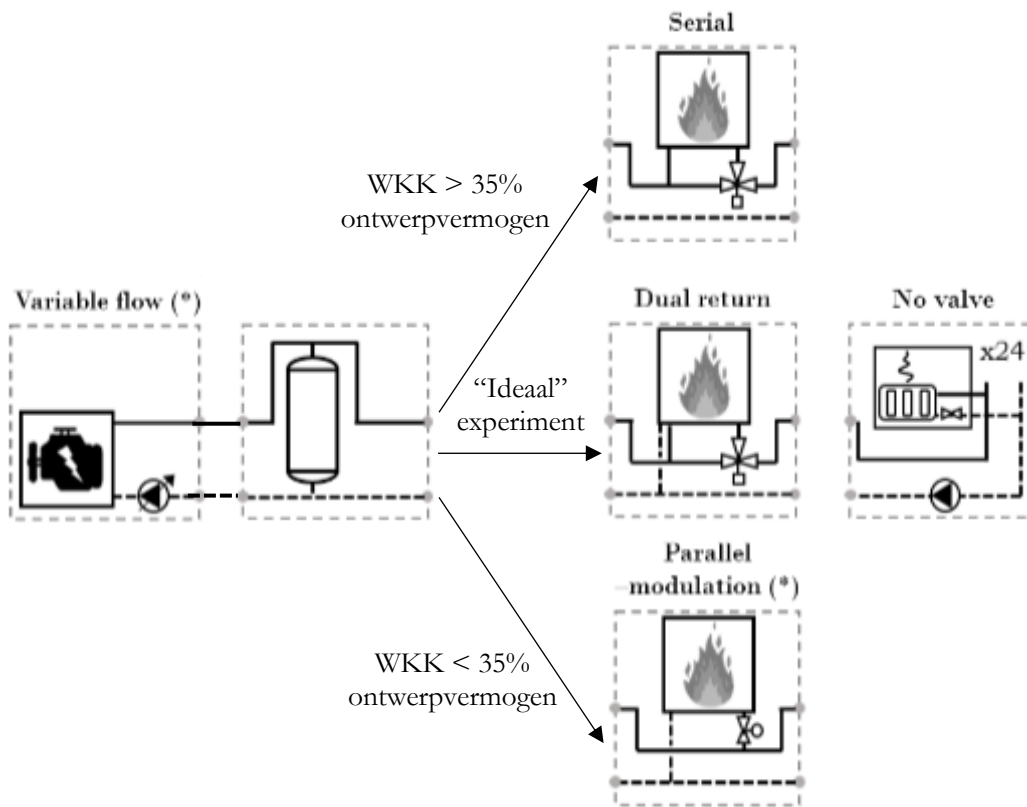 Serial
WKK > 35%
ontwerpvermogen
Variable flow (*)
Dual return
No valve
x24
“Ideaal”
experiment
Parallel
modulation (*)
WKK < 35%
ontwerpvermogen